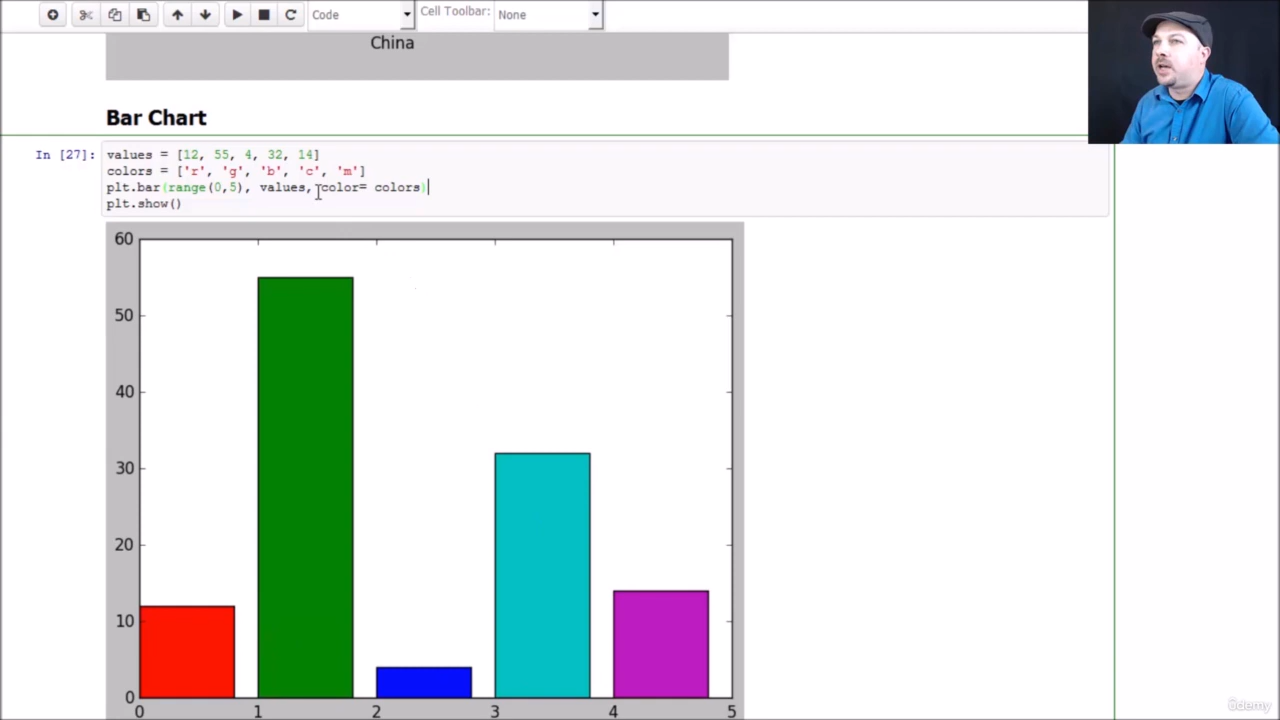 Code
Cell Toolbar:
None
China
Bar Chart
In [27]:
values = [12, 55, 4, 32, 14]
colors = ['r', 'g', 'b', 'c', 'm']
plt.bar(range(0,5), values, color= colors)
plt.show()
60
50
40
30
20
10
0
0 1 2 3 4 5
ûdemy